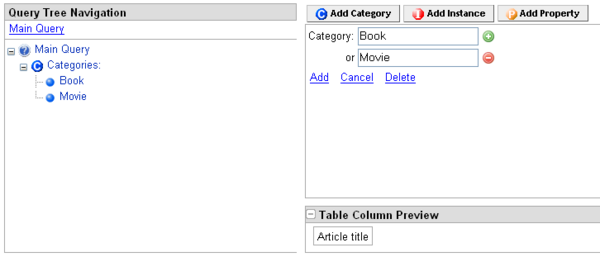 Query Tree Navigation
Main Query
Main Query
Categories:
Book
Movie
Add Category Add Instance Add Property
Category: Book
or Movie
Add Cancel Delete
Table Column Preview
Article title